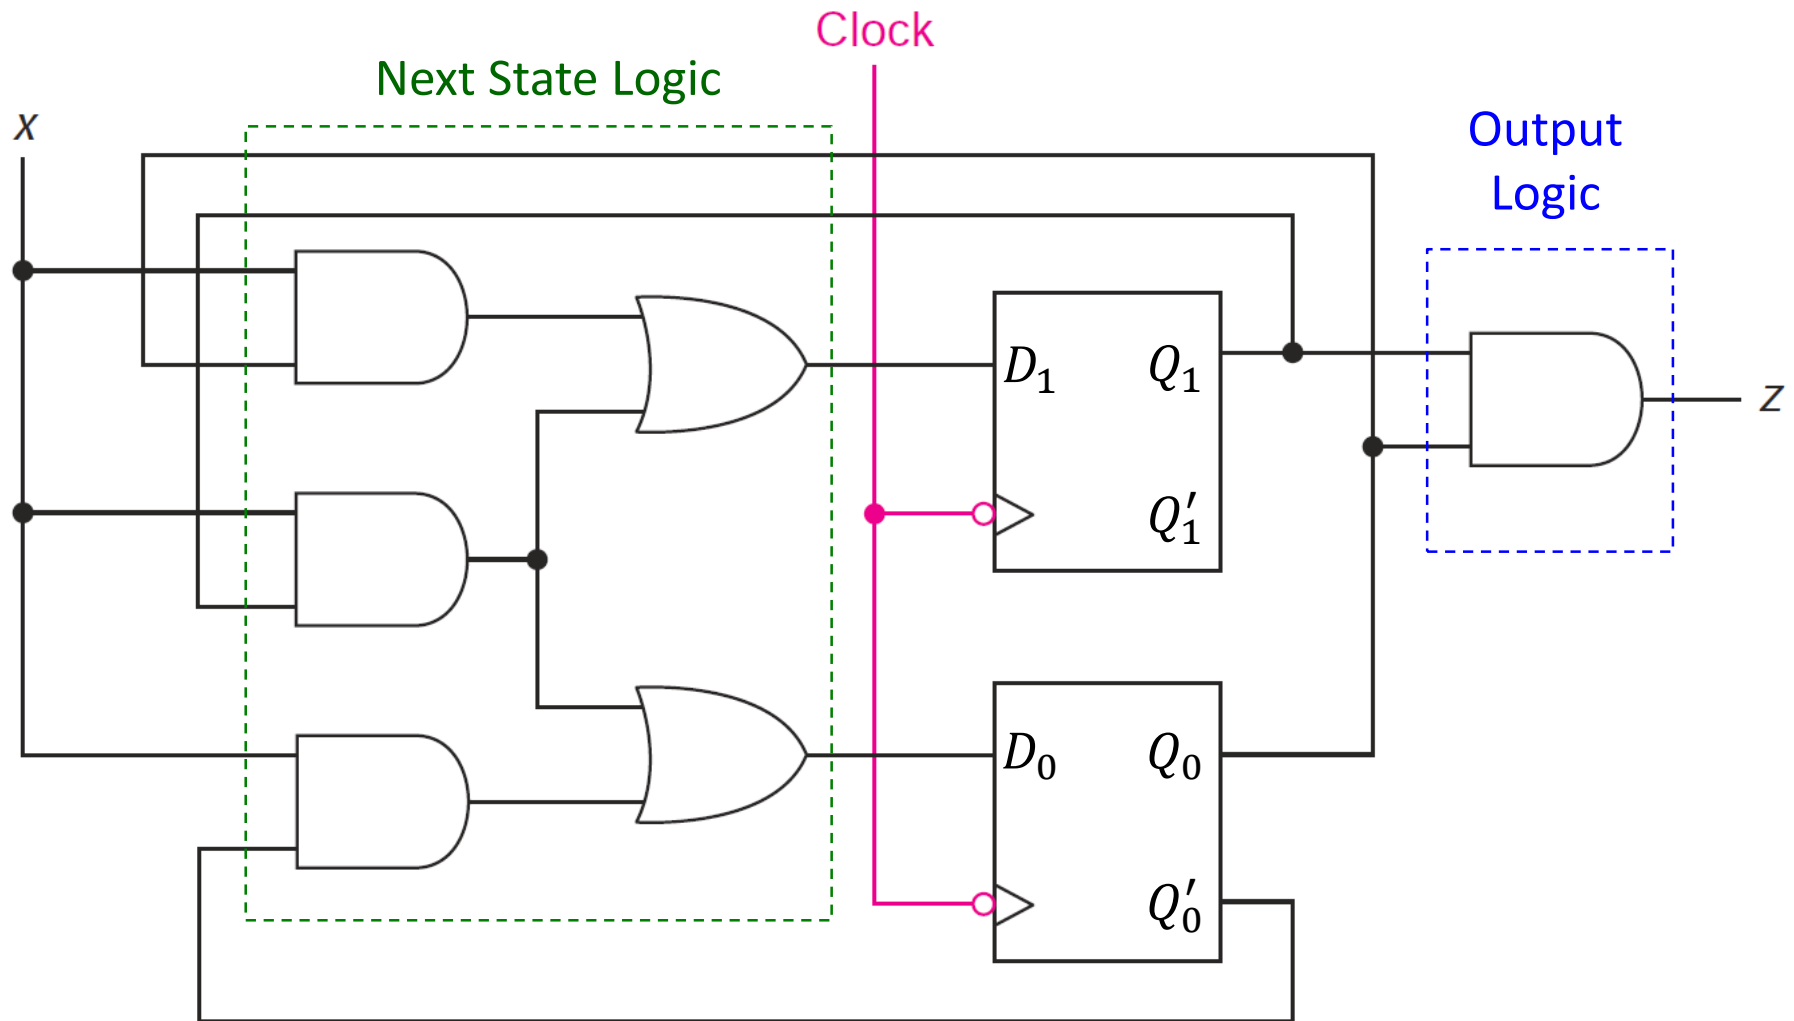 Clock
Next State Logic
x
Output
Logic
D₁
Q₁
z
Q₁′
D₀
Q₀
Q₀′